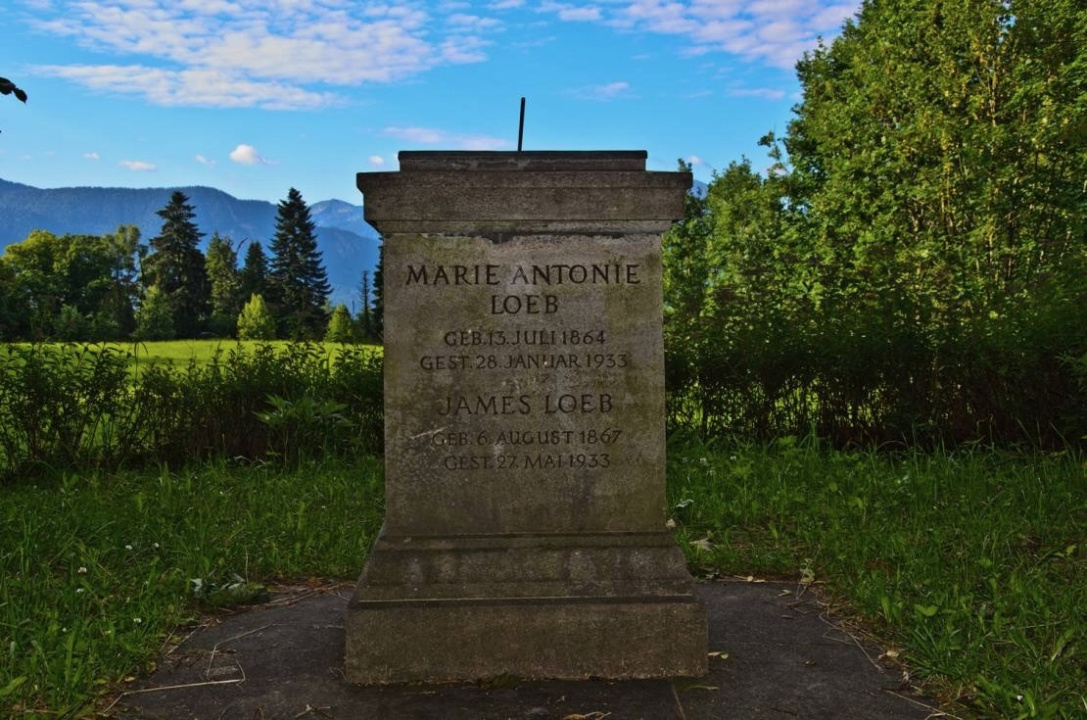 MARIE ANTONIE
LOEB
GEB. 13. JULI 1864
GEST. 28. JANUAR 1933
JAMES LOEB
GEB. 6. AUGUST 1867
GEST. 27. MAI 1933